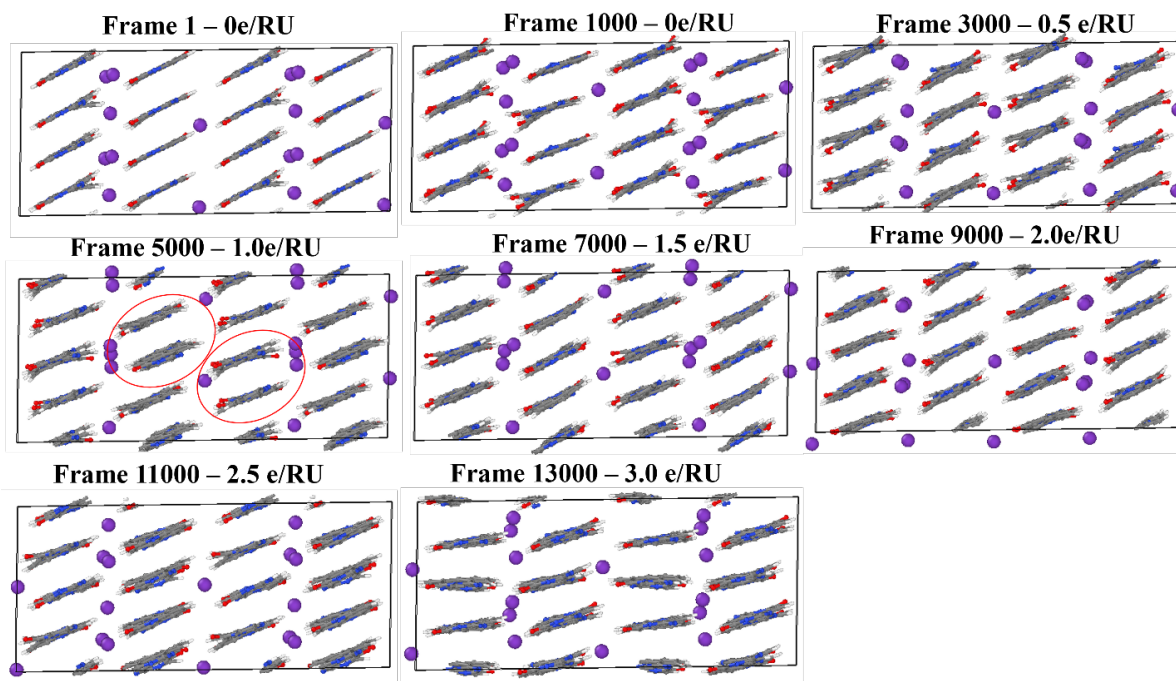 Frame 1 – 0e/RU
Frame 1000 – 0e/RU
Frame 3000 – 0.5 e/RU
Frame 5000 – 1.0e/RU
Frame 7000 – 1.5 e/RU
Frame 9000 – 2.0e/RU
Frame 11000 – 2.5 e/RU
Frame 13000 – 3.0 e/RU